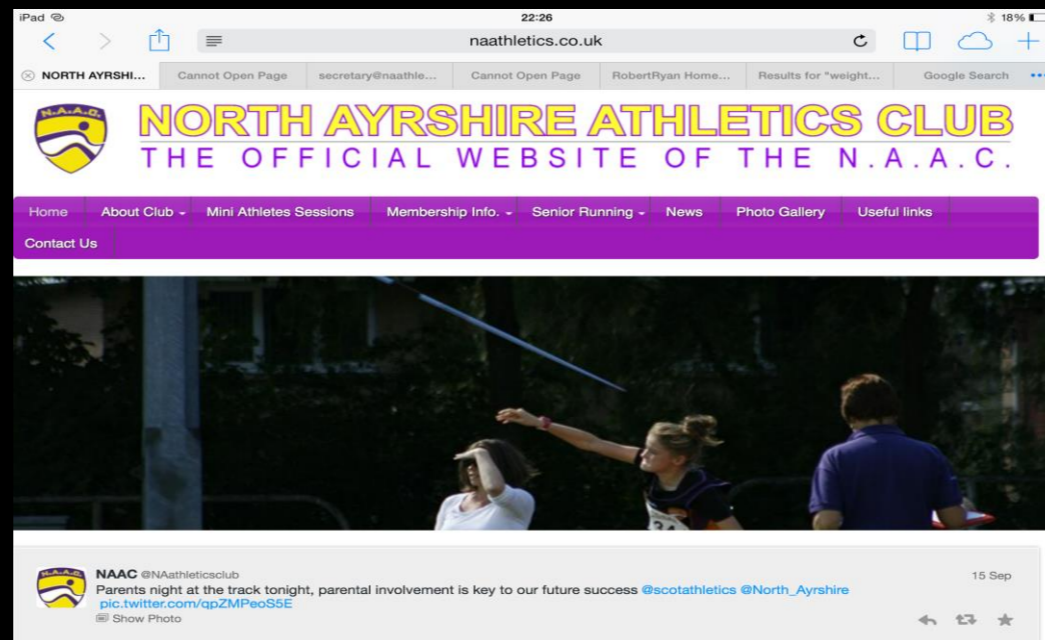 iPad 22:26 18%
naathletics.co.uk
NORTH AYRSHI... Cannot Open Page secretary@naathle... Cannot Open Page RobertRyan Home... Results for "weight... Google Search
N.A.A.C. NORTH AYRSHIRE ATHLETICS CLUB
THE OFFICIAL WEBSITE OF THE N.A.A.C.
Home About Club Mini Athletes Sessions Membership Info. Senior Running News Photo Gallery Useful links
Contact Us
34
N.A.A.C. NAAC @NAathleticsclub 15 Sep
Parents night at the track tonight, parental involvement is key to our future success @scotathletics @North_Ayrshire
pic.twitter.com/qpZMPeoS5E
Show Photo